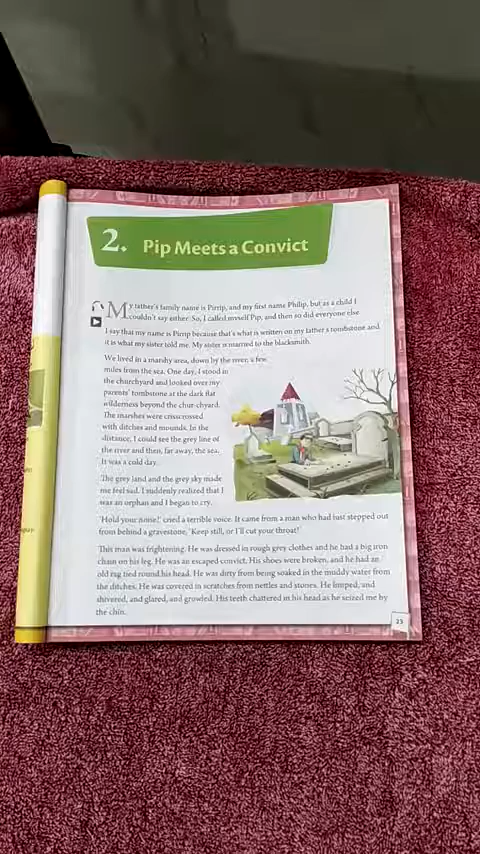 2. Pip Meets a Convict
My father's family name is Pirrip, and my first name Philip, but as a child I
couldn't say either. So, I called myself Pip, and then so did everyone else.
I say that my name is Pirrip because that's what is written on my father's tombstone and
it is what my sister told me. My sister is married to the blacksmith.
We lived in a marshy area, down by the river, a few
miles from the sea. One day, I stood in
the churchyard and looked over my
parents' tombstone at the dark flat
wilderness beyond the chur-chyard.
The marshes were crisscrossed
with ditches and mounds. In the
distance, I could see the grey line of
the river and then, far away, the sea.
It was a cold day.
The grey land and the grey sky made
me feel sad. I suddenly realised that I
was an orphan and I began to cry.
'Hold your noise!' cried a terrible voice. It came from a man who had just stepped out
from behind a gravestone, 'Keep still, or I'll cut your throat!'
This man was frightening. He was dressed in rough grey clothes and he had a big iron
chain on his leg. He was an escaped convict. His shoes were broken, and he had an
old rag tied round his head. He was dirty from being soaked in the muddy water from
the ditches. He was covered in scratches from nettles and stones. He limped, and
shivered, and glared, and growled. His teeth chattered in his head as he seized me by
the chin.
23